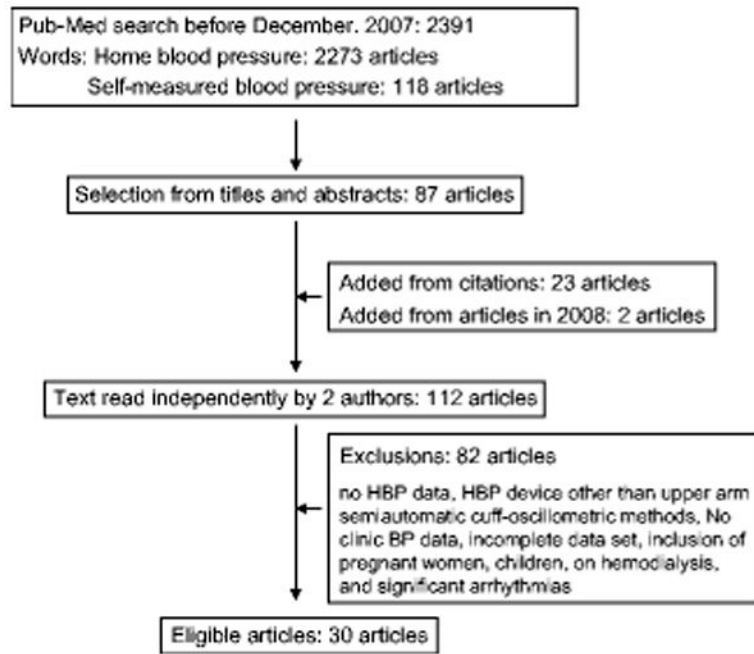 Pub-Med search before December. 2007: 2391
Words: Home blood pressure: 2273 articles
Self-measured blood pressure: 118 articles
Selection from titles and abstracts: 87 articles
Added from citations: 23 articles
Added from articles in 2008: 2 articles
Text read independently by 2 authors: 112 articles
Exclusions: 82 articles
no HBP data, HBP device other than upper arm
semiautomatic cuff-oscillometric methods, No
clinic BP data, incomplete data set, inclusion of
pregnant women, children, on hemodialysis,
and significant arrhythmias
Eligible articles: 30 articles